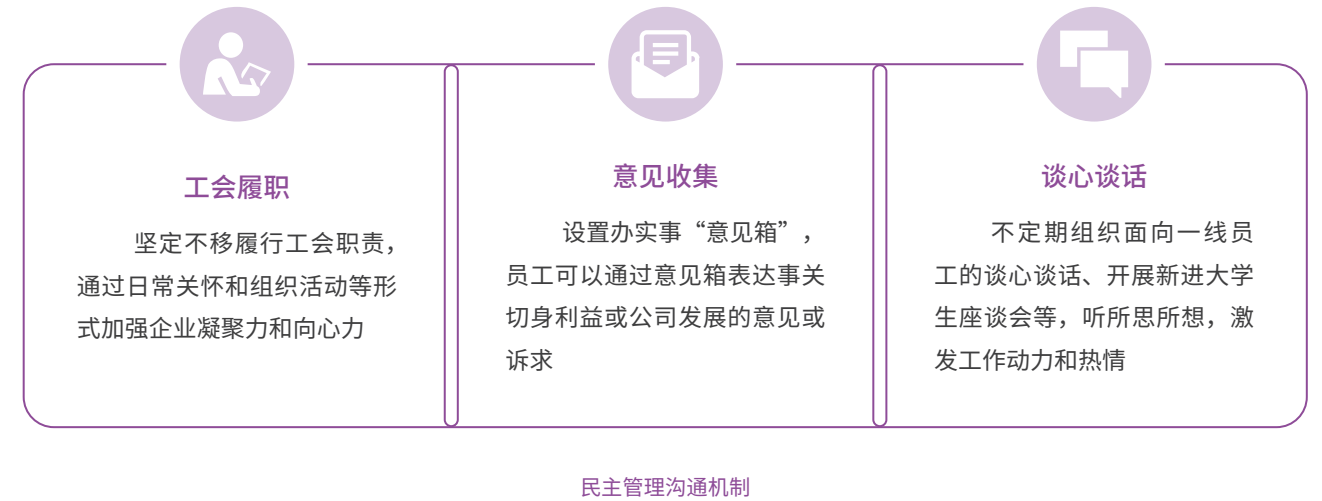 工会履职
坚定不移履行工会职责，
通过日常关怀和组织活动等形
式加强企业凝聚力和向心力
意见收集
设置办实事“意见箱”，
员工可以通过意见箱表达事关
切身利益或公司发展的意见或
诉求
谈心谈话
不定期组织面向一线员
工的谈心谈话、开展新进大学
生座谈会等，听所思所想，激
发工作动力和热情
民主管理沟通机制